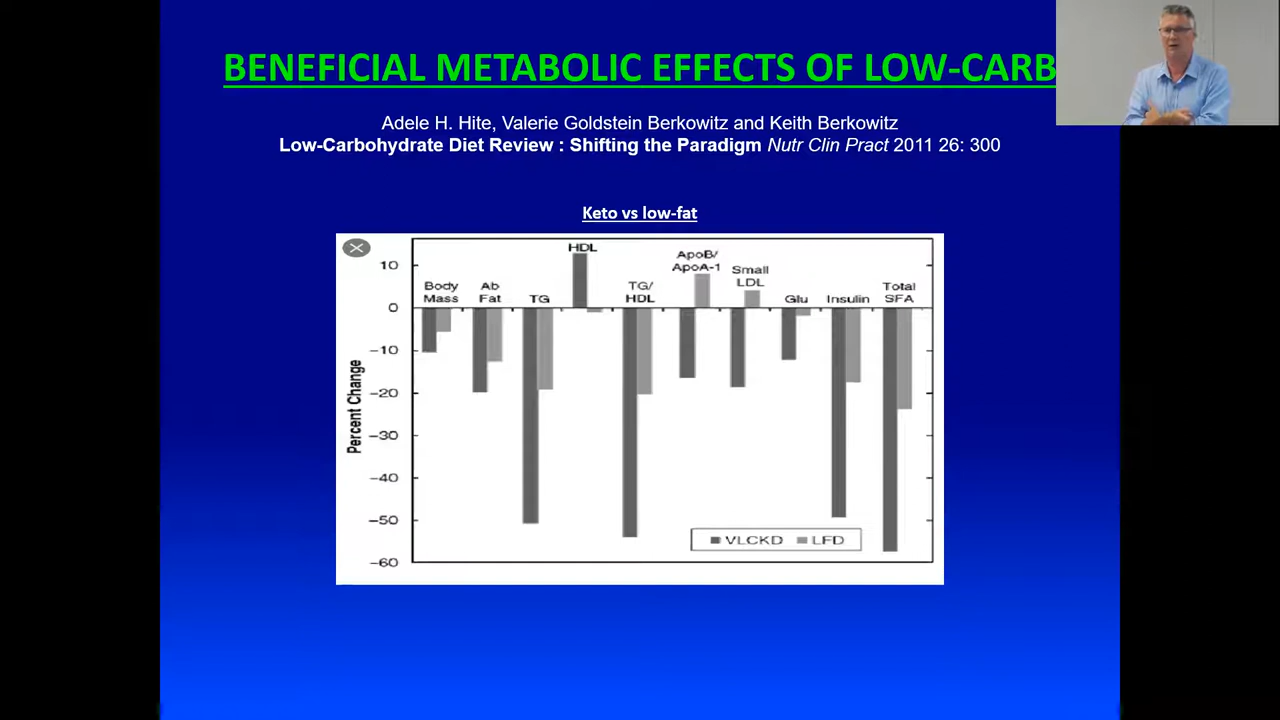 BENEFICIAL METABOLIC EFFECTS OF LOW-CARB
Adele H. Hite, Valerie Goldstein Berkowitz and Keith Berkowitz
Low-Carbohydrate Diet Review : Shifting the Paradigm Nutr Clin Pract 2011 26: 300
Keto vs low-fat
Percent Change
10
0
−10
−20
−30
−40
−50
−60
Body
Mass
Ab
Fat
TG
HDL
TG/
HDL
ApoB/
ApoA-1
Small
LDL
Glu
Insulin
Total
SFA
VLCKD LFD